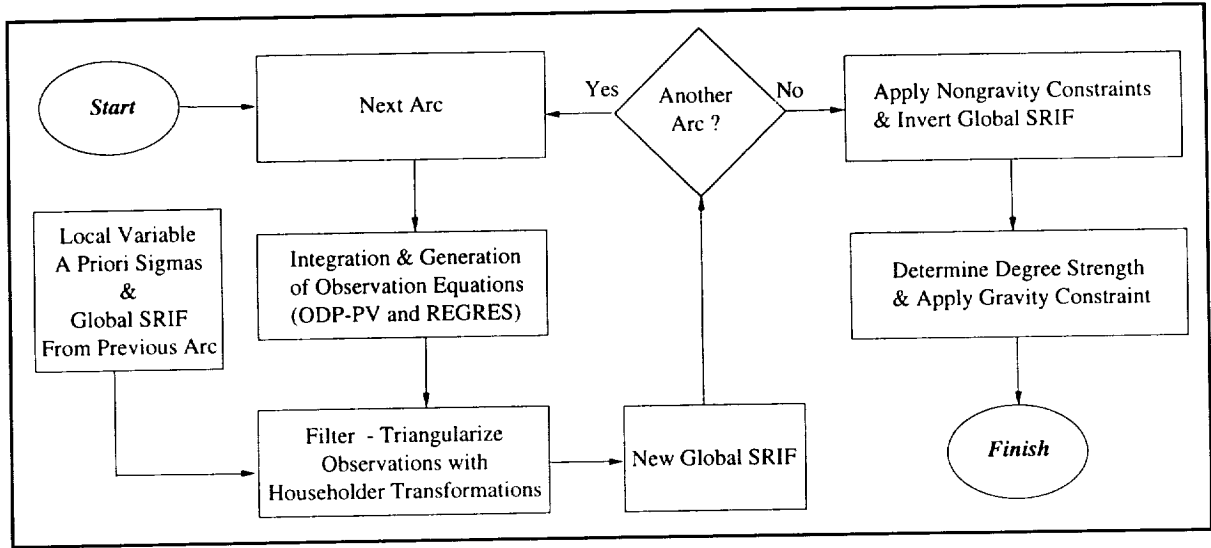 Start
Next Arc
Yes
Another
Arc ?
No
Apply Nongravity Constraints
& Invert Global SRIF
Local Variable
A Priori Sigmas
&
Global SRIF
From Previous Arc
Integration & Generation
of Observation Equations
(ODP-PV and REGRES)
Determine Degree Strength
& Apply Gravity Constraint
Filter - Triangularize
Observations with
Householder Transformations
New Global SRIF
Finish